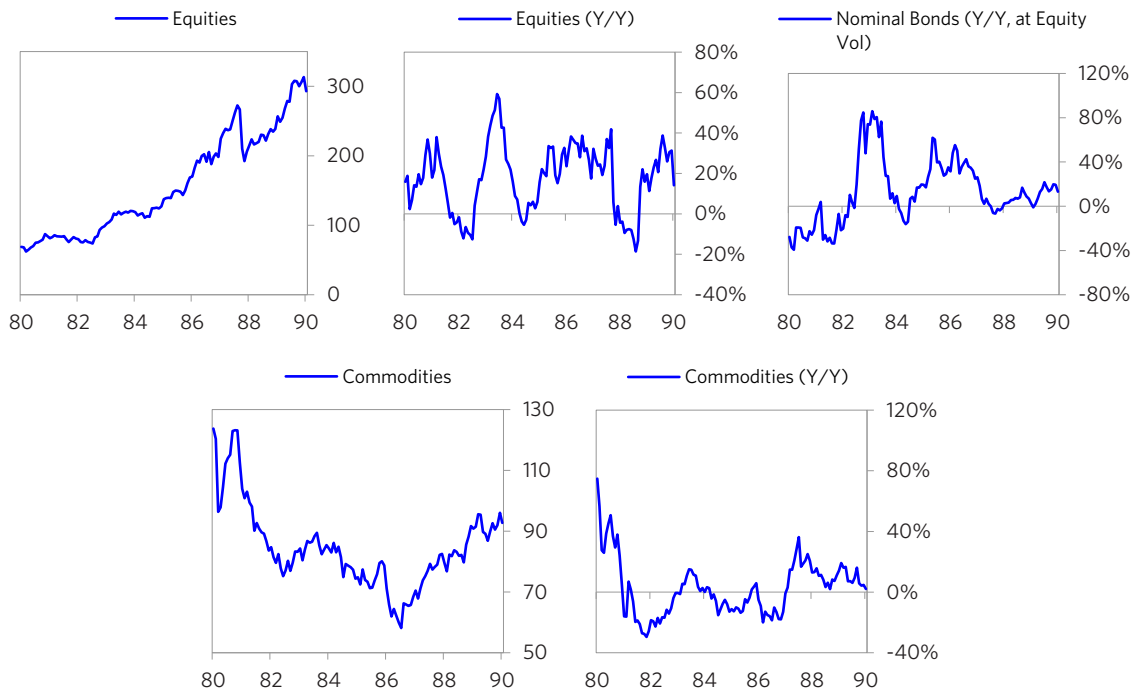 Equities
Equities (Y/Y)
Nominal Bonds (Y/Y, at Equity
Vol)
300
200
100
0
80 82 84 86 88 90
80%
60%
40%
20%
0%
-20%
-40%
80 82 84 86 88 90
120%
80%
40%
0%
-40%
-80%
80 82 84 86 88 90
Commodities
Commodities (Y/Y)
130
110
90
70
50
80 82 84 86 88 90
120%
80%
40%
0%
-40%
80 82 84 86 88 90